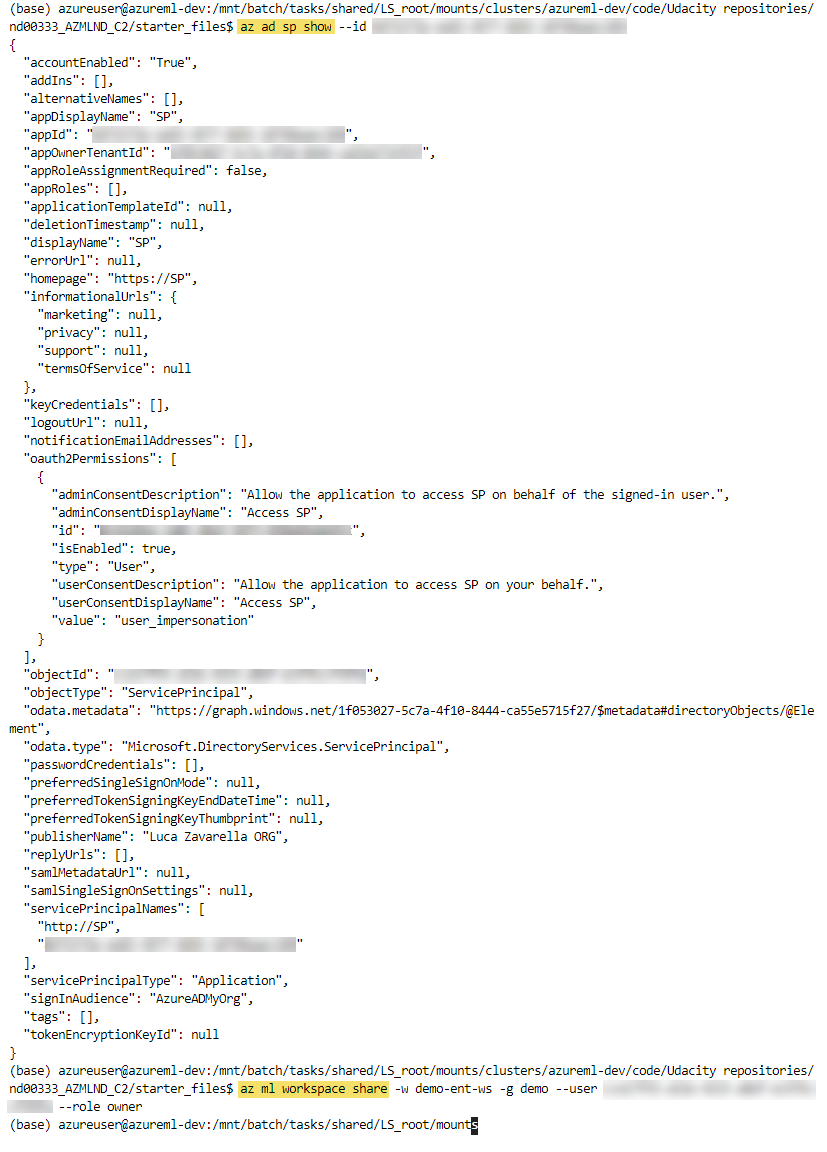 (base) azureuser@azureml-dev:/mnt/batch/tasks/shared/LS_root/mounts/clusters/azureml-dev/code/Udacity repositories/
nd00333_AZMLND_C2/starter_files$ az ad sp show --id
{
  "accountEnabled": "True",
  "addIns": [],
  "alternativeNames": [],
  "appDisplayName": "SP",
  "appId": "",
  "appOwnerTenantId": "",
  "appRoleAssignmentRequired": false,
  "appRoles": [],
  "applicationTemplateId": null,
  "deletionTimestamp": null,
  "displayName": "SP",
  "errorUrl": null,
  "homepage": "https://SP",
  "informationalUrls": {
    "marketing": null,
    "privacy": null,
    "support": null,
    "termsOfService": null
  },
  "keyCredentials": [],
  "logoutUrl": null,
  "notificationEmailAddresses": [],
  "oauth2Permissions": [
    {
      "adminConsentDescription": "Allow the application to access SP on behalf of the signed-in user.",
      "adminConsentDisplayName": "Access SP",
      "id": "",
      "isEnabled": true,
      "type": "User",
      "userConsentDescription": "Allow the application to access SP on your behalf.",
      "userConsentDisplayName": "Access SP",
      "value": "user_impersonation"
    }
  ],
  "objectId": "",
  "objectType": "ServicePrincipal",
  "odata.metadata": "https://graph.windows.net/1f053027-5c7a-4f10-8444-ca55e5715f27/$metadata#directoryObjects/@Ele
ment",
  "odata.type": "Microsoft.DirectoryServices.ServicePrincipal",
  "passwordCredentials": [],
  "preferredSingleSignOnMode": null,
  "preferredTokenSigningKeyEndDateTime": null,
  "preferredTokenSigningKeyThumbprint": null,
  "publisherName": "Luca Zavarella ORG",
  "replyUrls": [],
  "samlMetadataUrl": null,
  "samlSingleSignOnSettings": null,
  "servicePrincipalNames": [
    "http://SP",
    ""
  ],
  "servicePrincipalType": "Application",
  "signInAudience": "AzureADMyOrg",
  "tags": [],
  "tokenEncryptionKeyId": null
}
(base) azureuser@azureml-dev:/mnt/batch/tasks/shared/LS_root/mounts/clusters/azureml-dev/code/Udacity repositories/
nd00333_AZMLND_C2/starter_files$ az ml workspace share -w demo-ent-ws -g demo --user
--role owner
(base) azureuser@azureml-dev:/mnt/batch/tasks/shared/LS_root/mounts